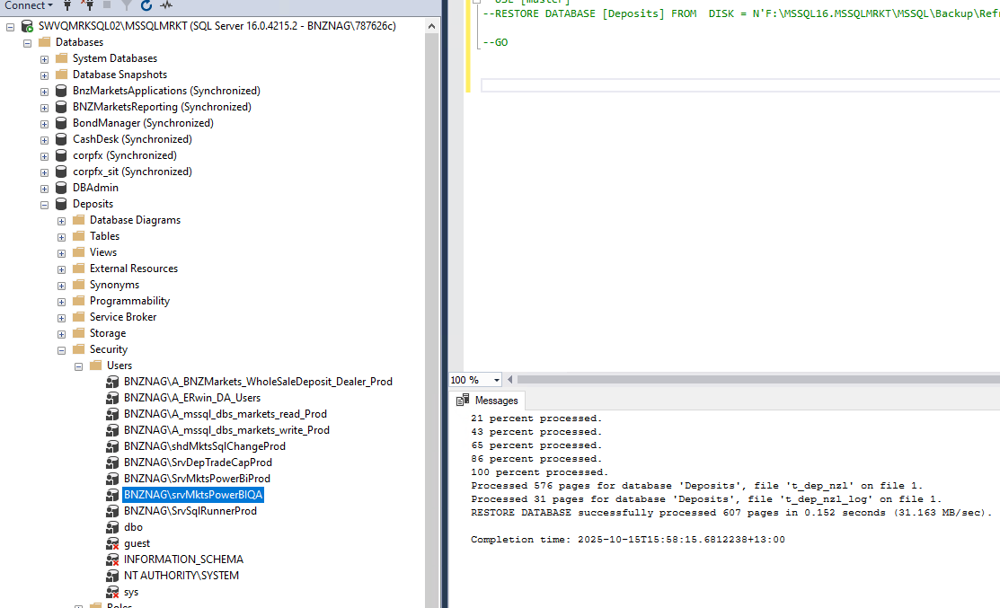 Connect
SWVQMRKSQL02\MSSQLMRKT (SQL Server 16.0.4215.2 - BNZNAG\787626c)
Databases
System Databases
Database Snapshots
BnzMarketsApplications (Synchronized)
BNZMarketsReporting (Synchronized)
BondManager (Synchronized)
CashDesk (Synchronized)
corpfx (Synchronized)
corpfx_sit (Synchronized)
DBAdmin
Deposits
Database Diagrams
Tables
Views
External Resources
Synonyms
Programmability
Service Broker
Storage
Security
Users
BNZNAG\A_BNZMarkets_WholeSaleDeposit_Dealer_Prod
BNZNAG\A_ERwin_DA_Users
BNZNAG\A_mssql_dbs_markets_read_Prod
BNZNAG\A_mssql_dbs_markets_write_Prod
BNZNAG\shdMktsSqlChangeProd
BNZNAG\SrvDepTradeCapProd
BNZNAG\SrvMktsPowerBiProd
BNZNAG\srvMktsPowerBIQA
BNZNAG\SrvSqlRunnerProd
dbo
guest
INFORMATION_SCHEMA
NT AUTHORITY\SYSTEM
sys
Roles
USE [master]
--RESTORE DATABASE [Deposits] FROM  DISK = N'F:\MSSQL16.MSSQLMRKT\MSSQL\Backup\Ref
--GO
100 %
Messages
21 percent processed.
43 percent processed.
65 percent processed.
86 percent processed.
100 percent processed.
Processed 576 pages for database 'Deposits', file 't_dep_nzl' on file 1.
Processed 31 pages for database 'Deposits', file 't_dep_nzl_log' on file 1.
RESTORE DATABASE successfully processed 607 pages in 0.152 seconds (31.163 MB/sec).
Completion time: 2025-10-15T15:58:15.6812238+13:00